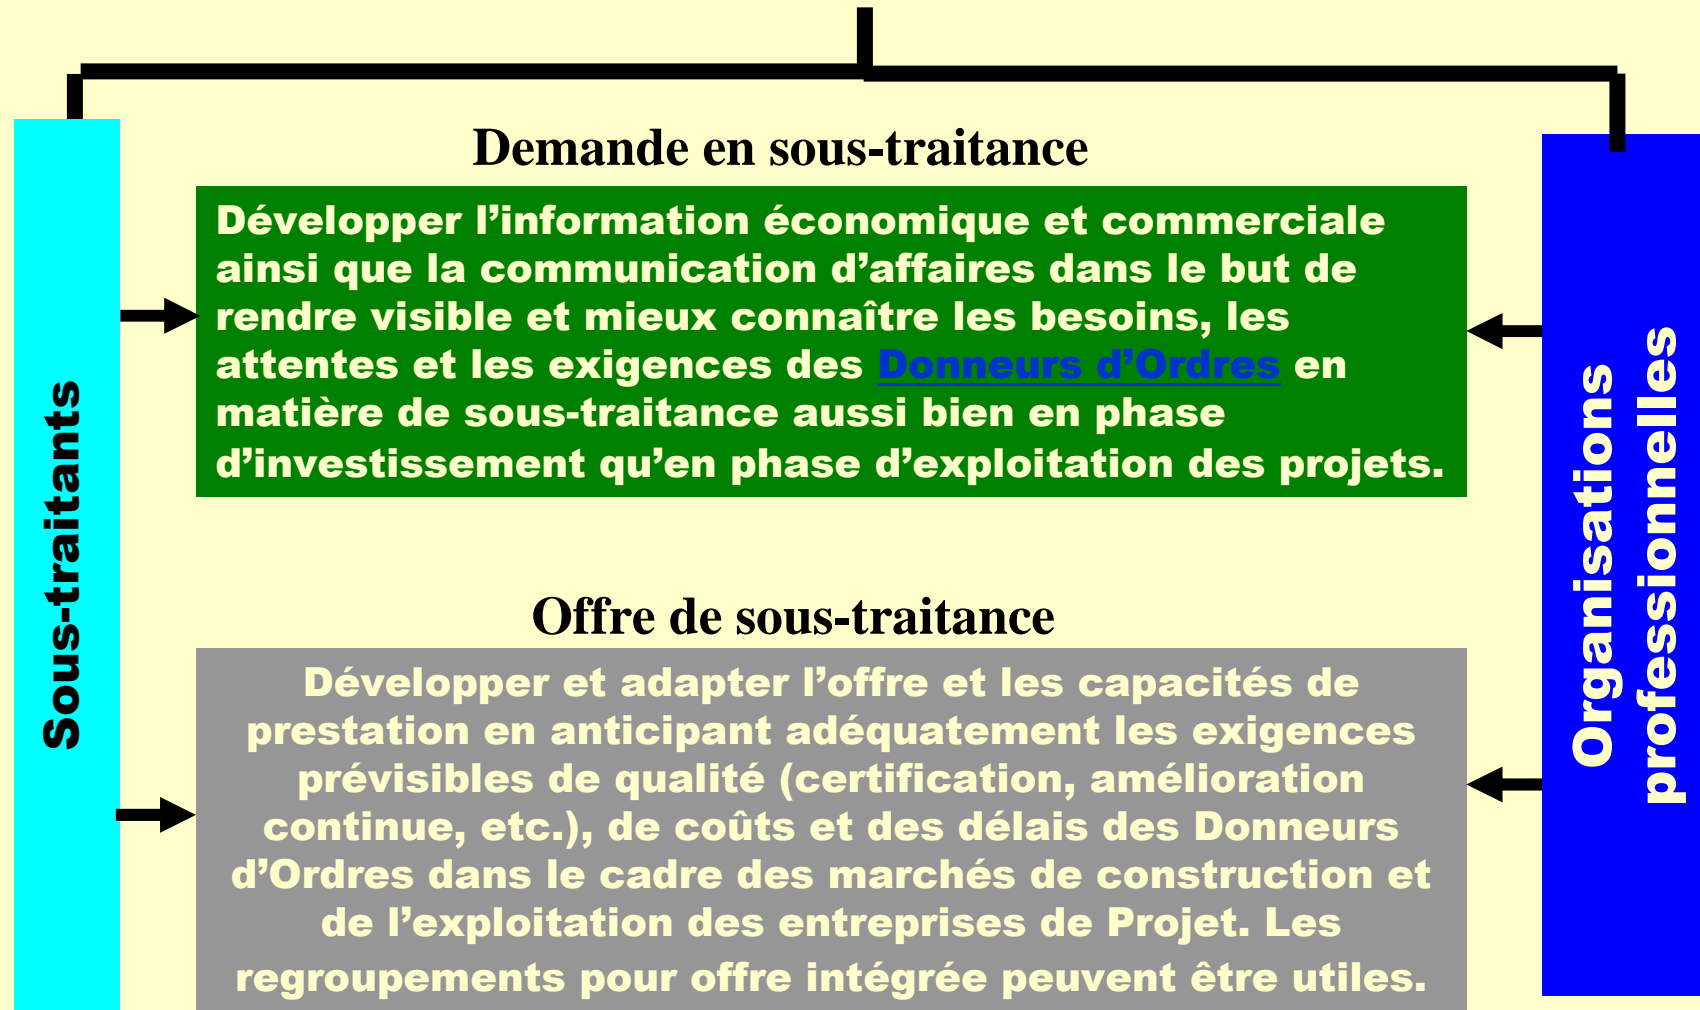 Demande en sous-traitance
Développer l’information économique et commerciale
ainsi que la communication d’affaires dans le but de
rendre visible et mieux connaître les besoins, les
attentes et les exigences des Donneurs d’Ordres en
matière de sous-traitance aussi bien en phase
d’investissement qu’en phase d’exploitation des projets.
Sous-traitants
Organisations
professionnelles
Offre de sous-traitance
Développer et adapter l’offre et les capacités de
prestation en anticipant adéquatement les exigences
prévisibles de qualité (certification, amélioration
continue, etc.), de coûts et des délais des Donneurs
d’Ordres dans le cadre des marchés de construction et
de l’exploitation des entreprises de Projet. Les
regroupements pour offre intégrée peuvent être utiles.